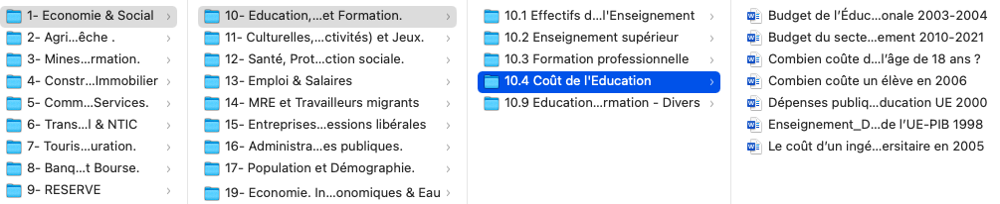 1- Economie & Social
2- Agri...êche .
3- Mines...rmation.
4- Constr...Immobilier
5- Comm...Services.
6- Trans...l & NTIC
7- Touris...uration.
8- Banq...t Bourse.
9- RESERVE
10- Education,...et Formation.
11- Culturelles,...ctivités) et Jeux.
12- Santé, Prot...ction sociale.
13- Emploi & Salaires
14- MRE et Travailleurs migrants
15- Entreprises...essions libérales
16- Administra...es publiques.
17- Population et Démographie.
19- Economie. In...onomiques & Eau
10.1 Effectifs d...l'Enseignement
10.2 Enseignement supérieur
10.3 Formation professionnelle
10.4 Coût de l'Education
10.9 Education...rmation - Divers
Budget de l’Éduc...onale 2003-2004
Budget du secte...ement 2010-2021
Combien coûte d...l’âge de 18 ans ?
Combien coûte un élève en 2006
Dépenses publiq...ducation UE 2000
Enseignement_D...de l’UE-PIB 1998
Le coût d’un ingé...ersitaire en 2005